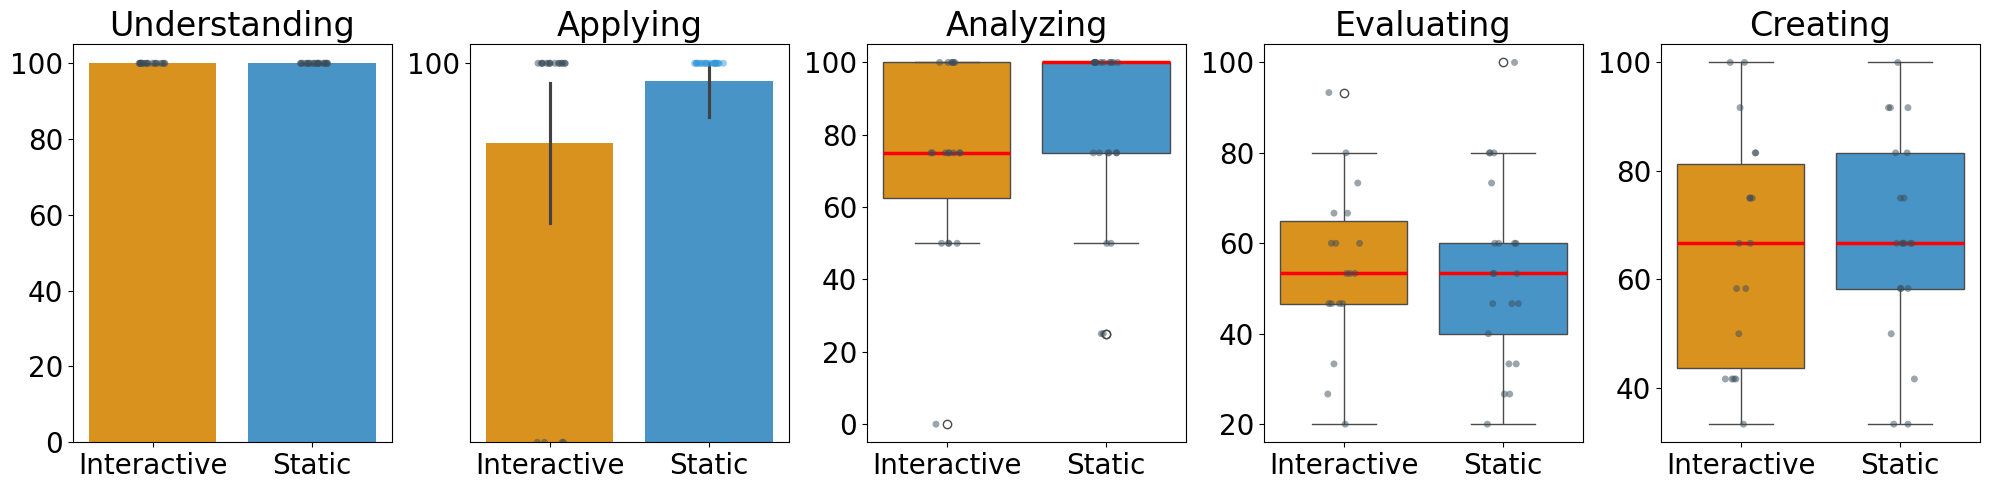 Understanding
Applying
Analyzing
Evaluating
Creating
100
80
60
40
20
0
Interactive
Static
100
Interactive
Static
100
80
60
40
20
0
Interactive
Static
100
80
60
40
20
Interactive
Static
100
80
60
40
Interactive
Static